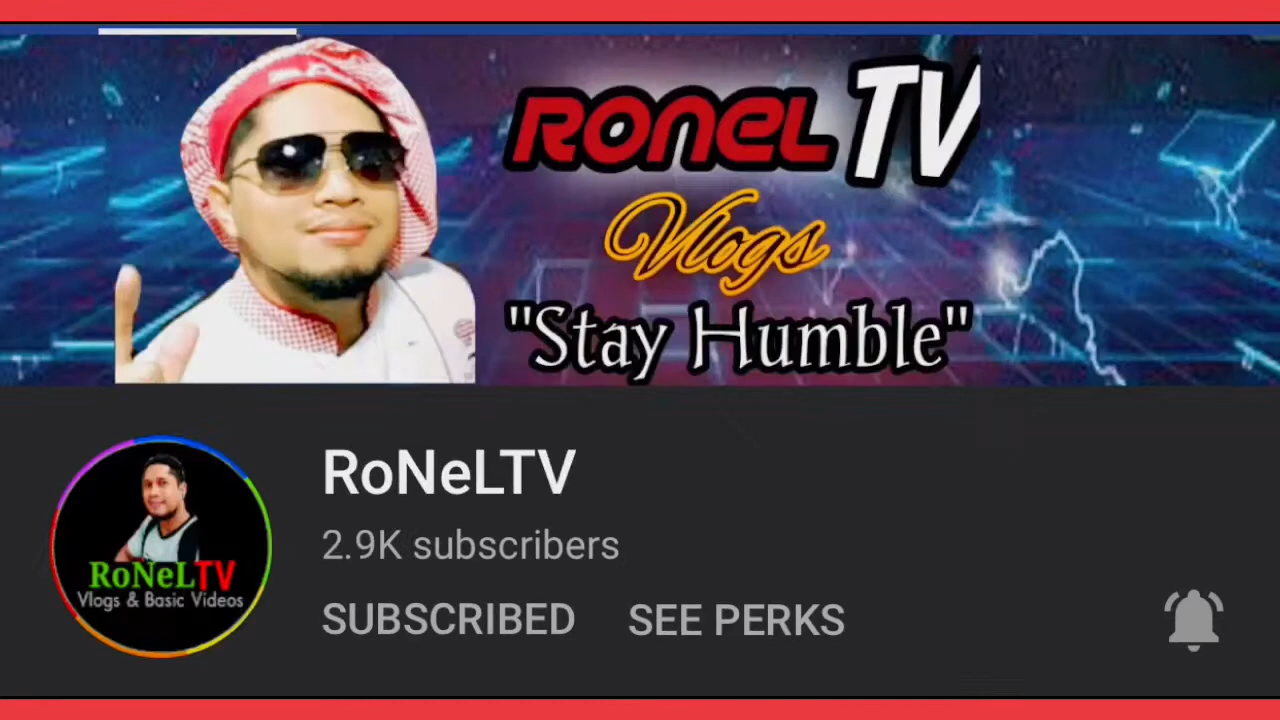 RONEL TV
Vlogs
"Stay Humble"
RoNeLTV
2.9K subscribers
RoNeLTV
Vlogs & Basic Videos
SUBSCRIBED SEE PERKS